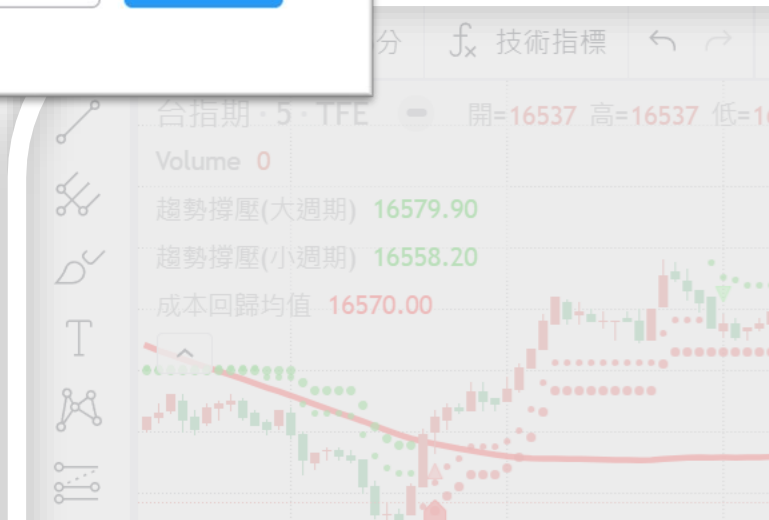 分 技術指標
台指期 · 5 · TFE 開=16537 高=16537 低=1
Volume 0
趨勢撐壓(大週期) 16579.90
趨勢撐壓(小週期) 16558.20
成本回歸均值 16570.00